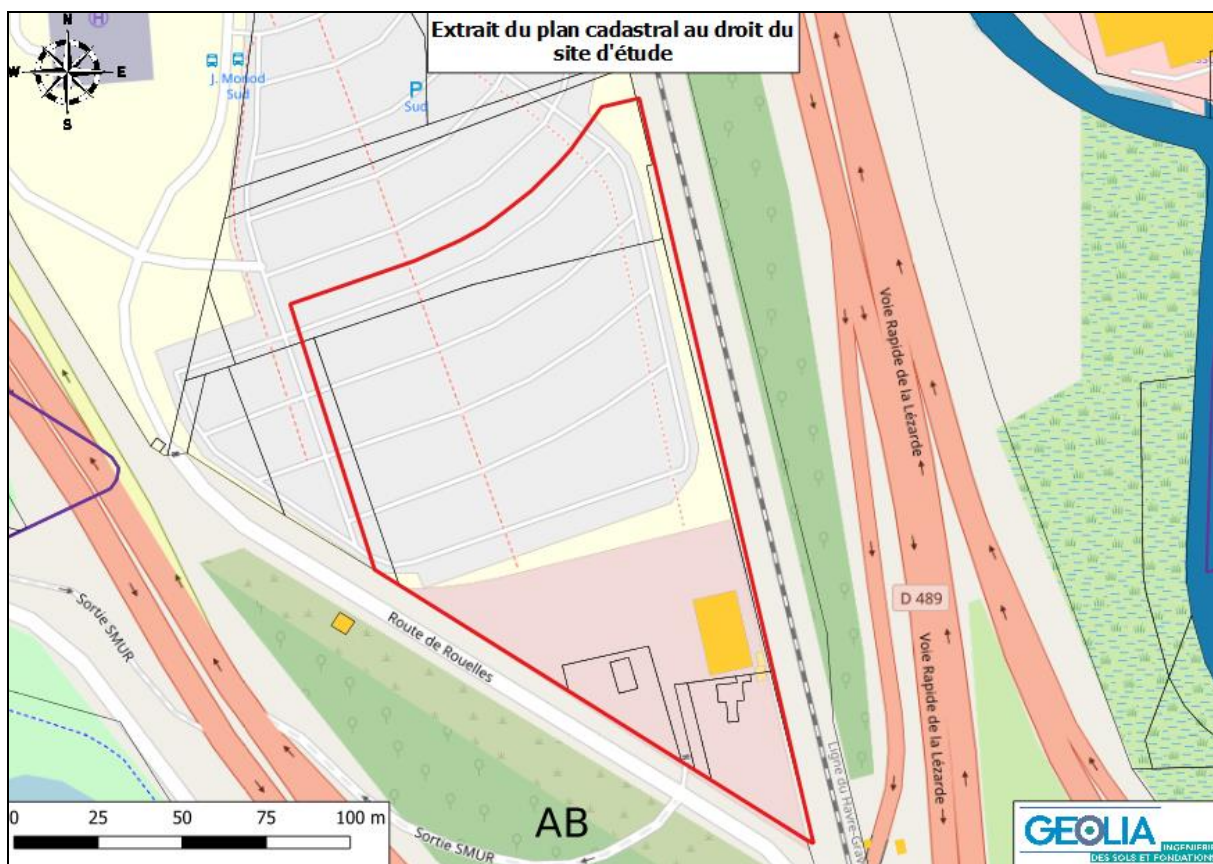 Extrait du plan cadastral au droit du
site d'étude
N
W
E
S
H
J. Monod
Sud
P
Sud
Voie Rapide de la Lézarde
D 489
Voie Rapide de la Lézarde
Route de Rouelles
Sortie SMUR
Sortie SMUR
AB
Ligne du Havre-Grav
0 25 50 75 100 m
GEOLIA
INGENIERIE
DES SOLS ET FONDATIONS